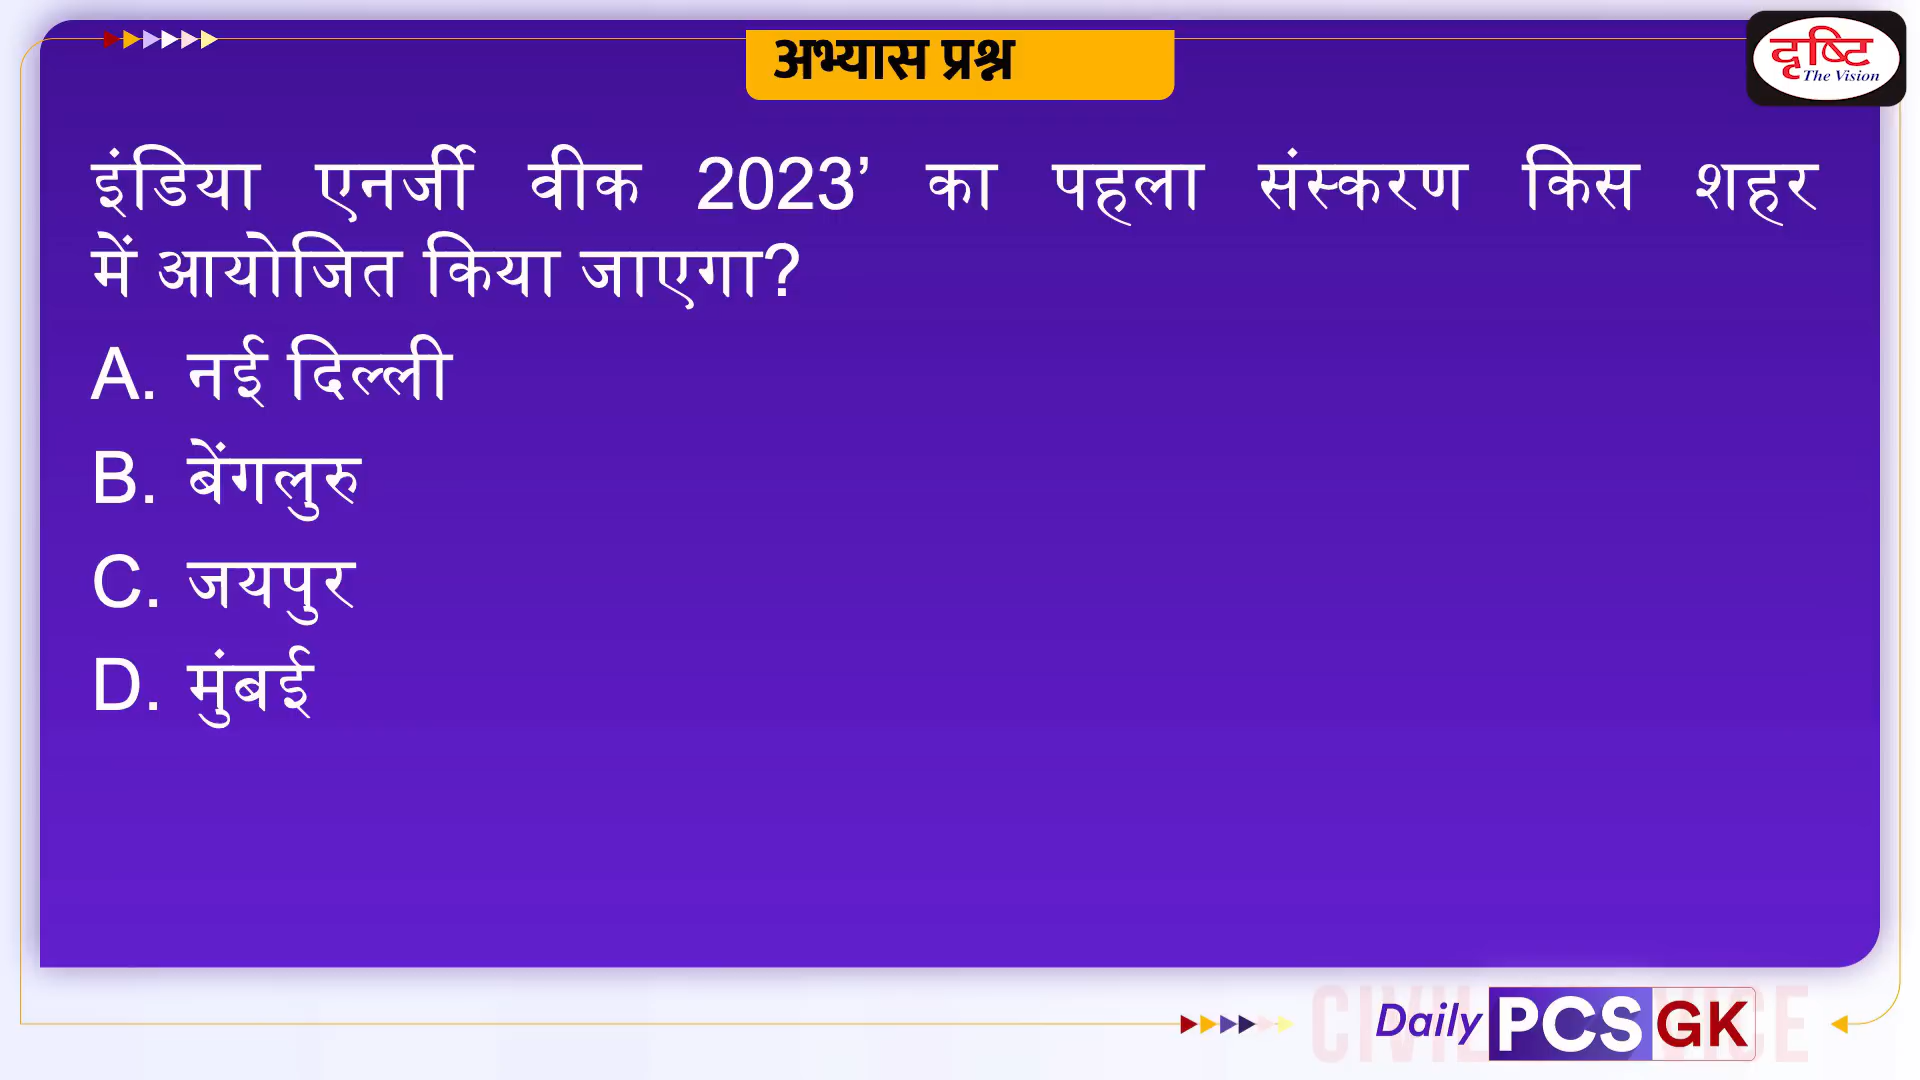 अभ्यास प्रश्न
दृष्टि
The Vision
इंडिया एनर्जी वीक 2023’ का पहला संस्करण किस शहर
में आयोजित किया जाएगा?
A. नई दिल्ली
B. बेंगलुरु
C. जयपुर
D. मुंबई
Daily PCS GK